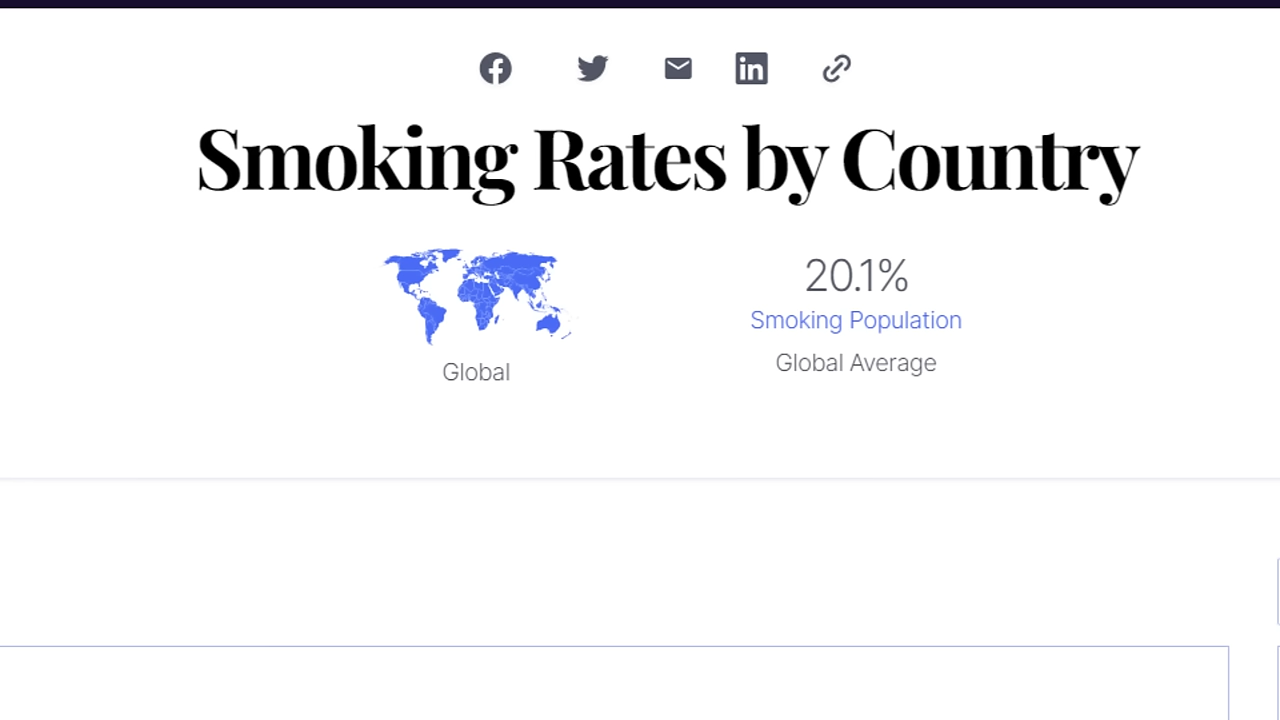 Smoking Rates by Country
Global
20.1%
Smoking Population
Global Average